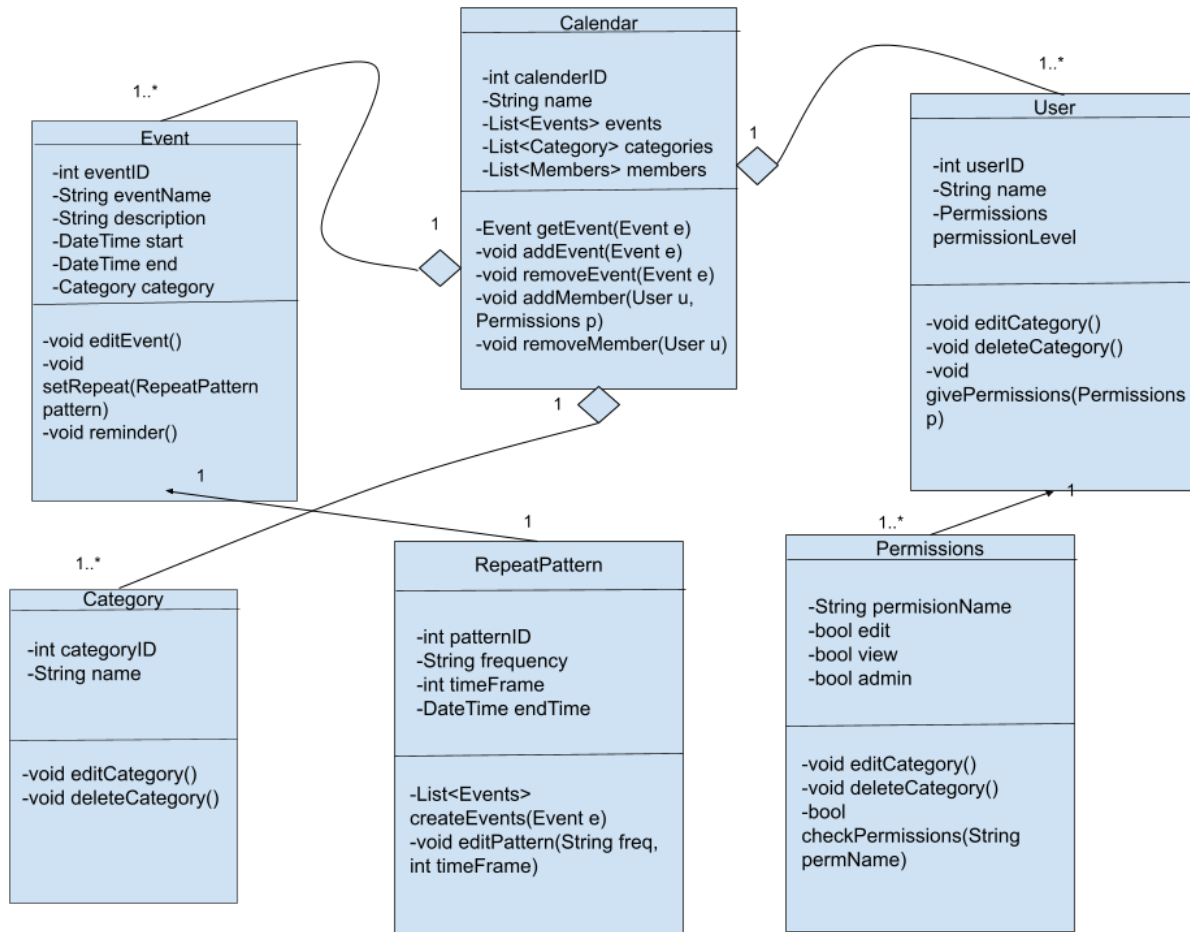 Calendar
-int calenderID
-String name
-List<Events> events
-List<Category> categories
-List<Members> members
-Event getEvent(Event e)
-void addEvent(Event e)
-void removeEvent(Event e)
-void addMember(User u,
Permissions p)
-void removeMember(User u)
1..*
1
1
1..*
1
Event
-int eventID
-String eventName
-String description
-DateTime start
-DateTime end
-Category category
-void editEvent()
-void
setRepeat(RepeatPattern
pattern)
-void reminder()
1
User
-int userID
-String name
-Permissions
permissionLevel
-void editCategory()
-void deleteCategory()
-void
givePermissions(Permissions
p)
1
1..*
Category
-int categoryID
-String name
-void editCategory()
-void deleteCategory()
1
RepeatPattern
-int patternID
-String frequency
-int timeFrame
-DateTime endTime
-List<Events>
createEvents(Event e)
-void editPattern(String freq,
int timeFrame)
1..*
Permissions
-String permisionName
-bool edit
-bool view
-bool admin
-void editCategory()
-void deleteCategory()
-bool
checkPermissions(String
permName)